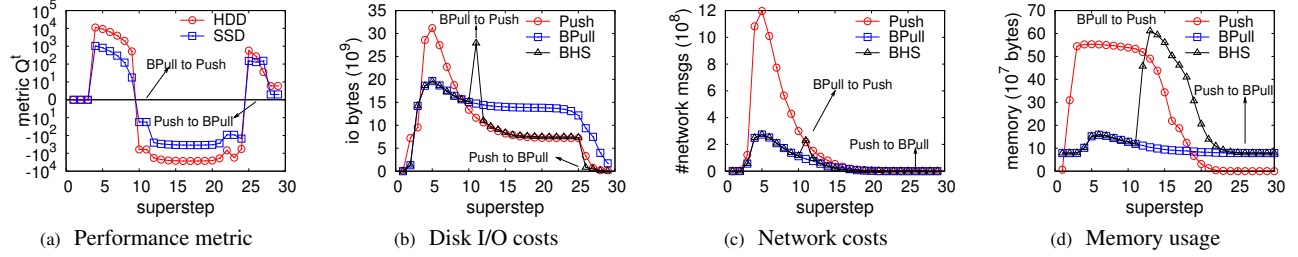 metric Q^t
10^4
10^3
10^2
10^1
0
-10^1
-10^2
-10^3
-10^4
0 5 10 15 20 25 30
superstep
HDD
SSD
BPull to Push
Push to BPull
(a) Performance metric
io bytes (10^9)
35
30
25
20
15
10
5
0
0 5 10 15 20 25 30
superstep
BPull to Push
Push
BPull
BHS
Push to BPull
(b) Disk I/O costs
#network msgs (10^8)
12
10
8
6
4
2
0
0 5 10 15 20 25 30
superstep
Push
BPull
BHS
BPull to Push
Push to BPull
(c) Network costs
memory (10^7 bytes)
70
60
50
40
30
20
10
0
0 5 10 15 20 25 30
superstep
BPull to Push
Push
BPull
BHS
Push to BPull
(d) Memory usage